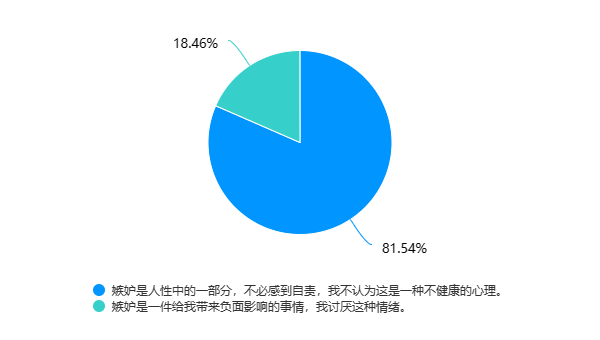 18.46%
81.54%
嫉妒是人性中的一部分，不必感到自责，我不认为这是一种不健康的心理。
嫉妒是一件给我带来负面影响的事情，我讨厌这种情绪。